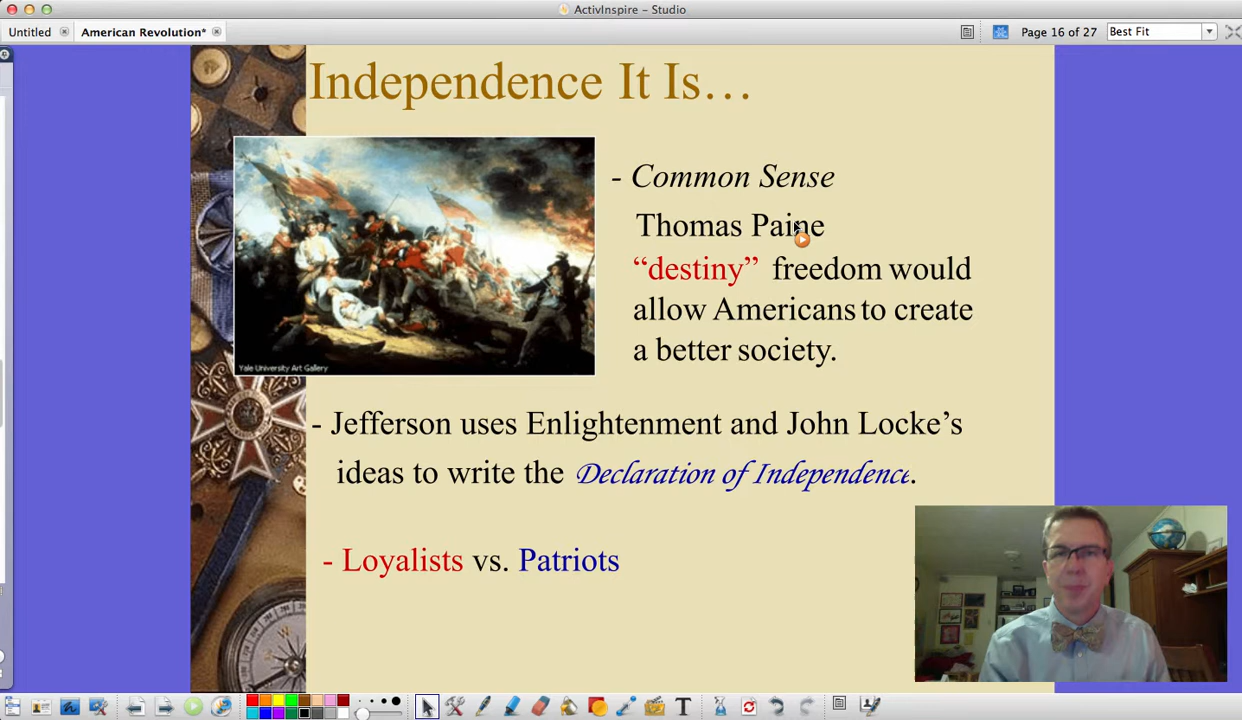 ActivInspire – Studio
Untitled
American Revolution*
Page 16 of 27
Best Fit
Independence It Is…
Yale University Art Gallery
- Common Sense
Thomas Paine
“destiny” freedom would
allow Americans to create
a better society.
- Jefferson uses Enlightenment and John Locke’s
ideas to write the Declaration of Independence.
- Loyalists vs. Patriots
T